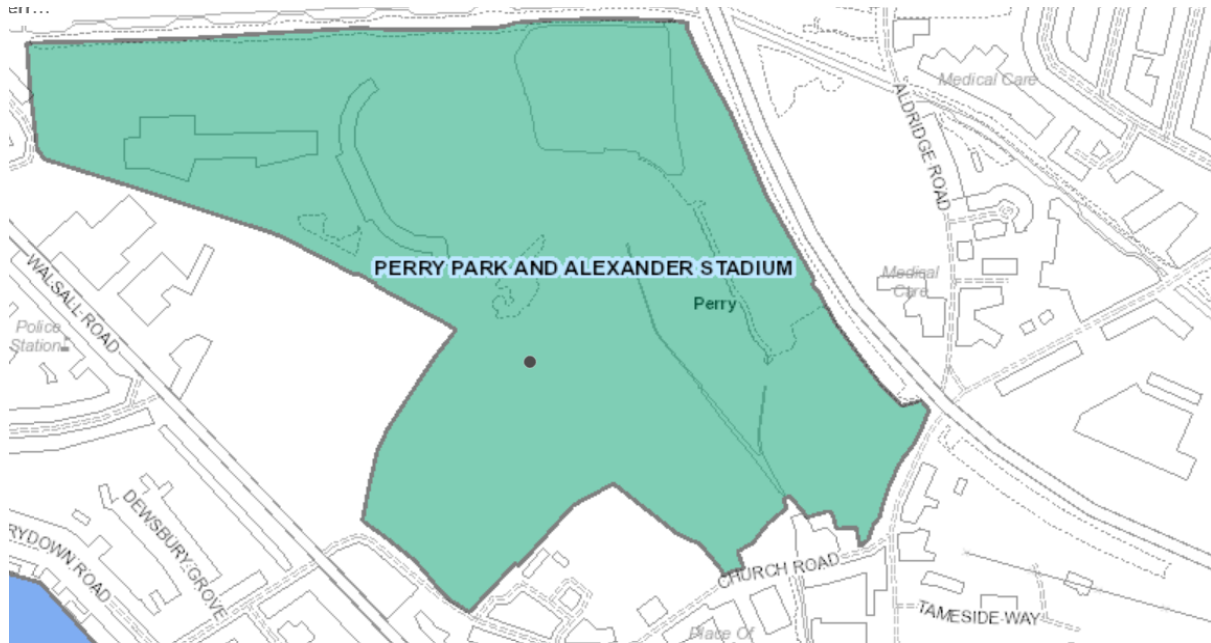 Medical Care
ALDRIDGE ROAD
PERRY PARK AND ALEXANDER STADIUM
WALSALL ROAD
Medical
Care
Perry
Police
Station
DEWSBURY GROVE
RYDOWN ROAD
CHURCH ROAD
TAMESIDE WAY
Place Of